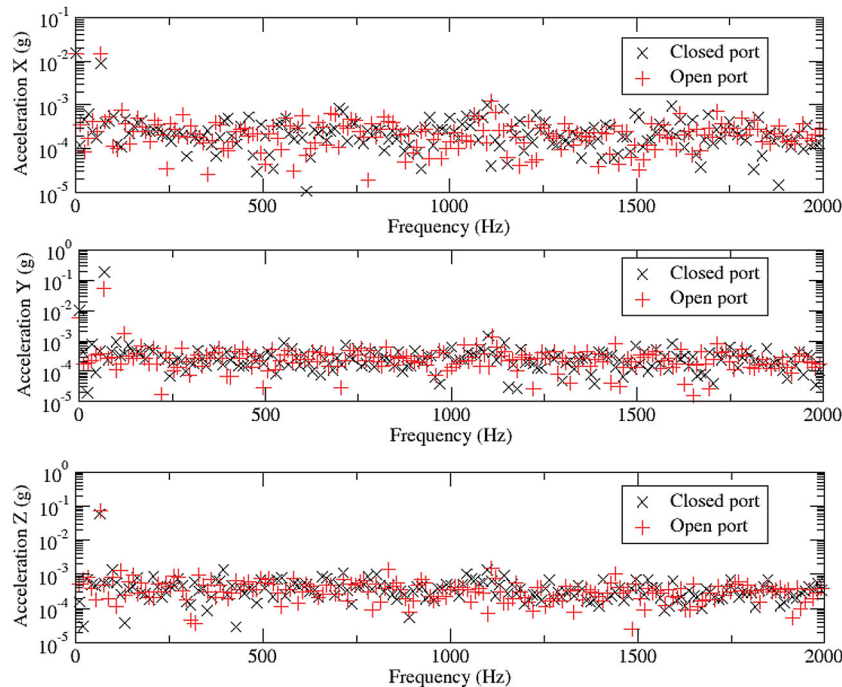 10^-1
10^-2
10^-3
10^-4
10^-5
Acceleration X (g)
Closed port
Open port
0 500 1000 1500 2000
Frequency (Hz)
10^0
10^-1
10^-2
10^-3
10^-4
10^-5
Acceleration Y (g)
Closed port
Open port
0 500 1000 1500 2000
Frequency (Hz)
10^0
10^-1
10^-2
10^-3
10^-4
10^-5
Acceleration Z (g)
Closed port
Open port
0 500 1000 1500 2000
Frequency (Hz)